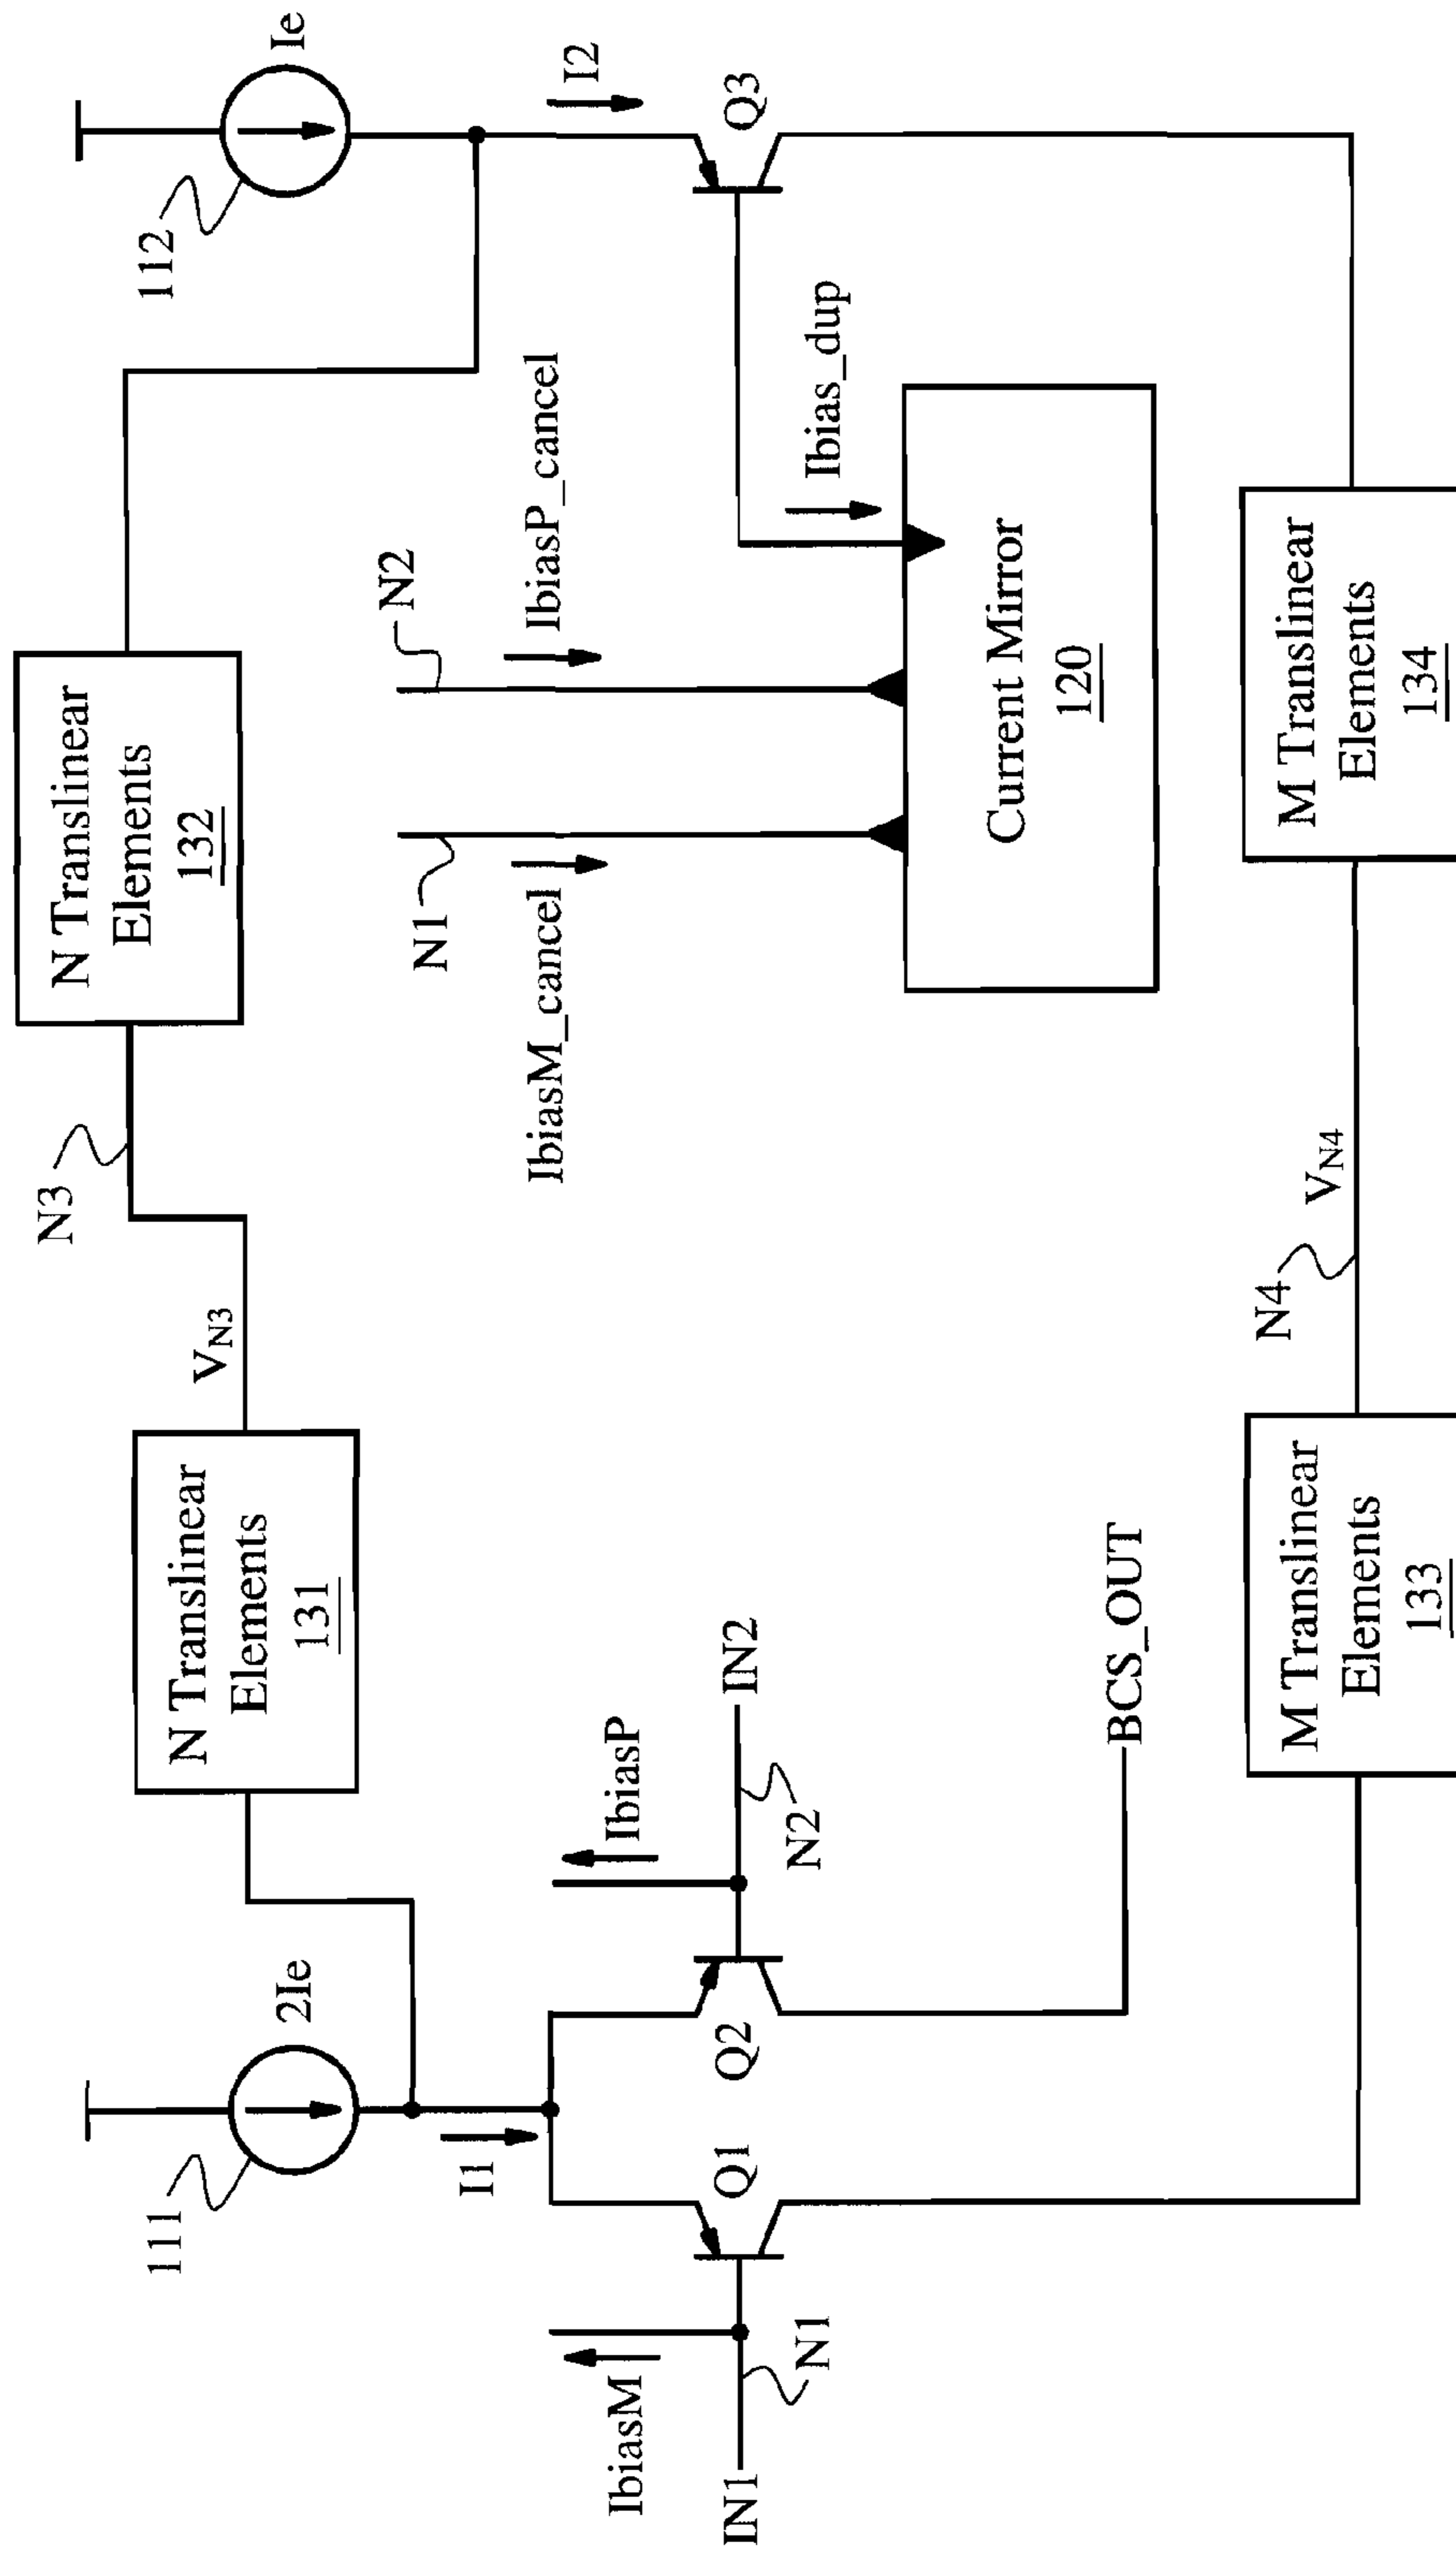 111
2Ie
I1
IbiasM
IN1
N1
Q1
Q2
IbiasP
N2
IN2
BCS_OUT
N Translinear
Elements
131
VN3
N3
N Translinear
Elements
132
112
Ie
I2
Q3
N1
IbiasM_cancel
N2
IbiasP_cancel
Ibias_dup
Current Mirror
120
M Translinear
Elements
133
N4
VN4
M Translinear
Elements
134